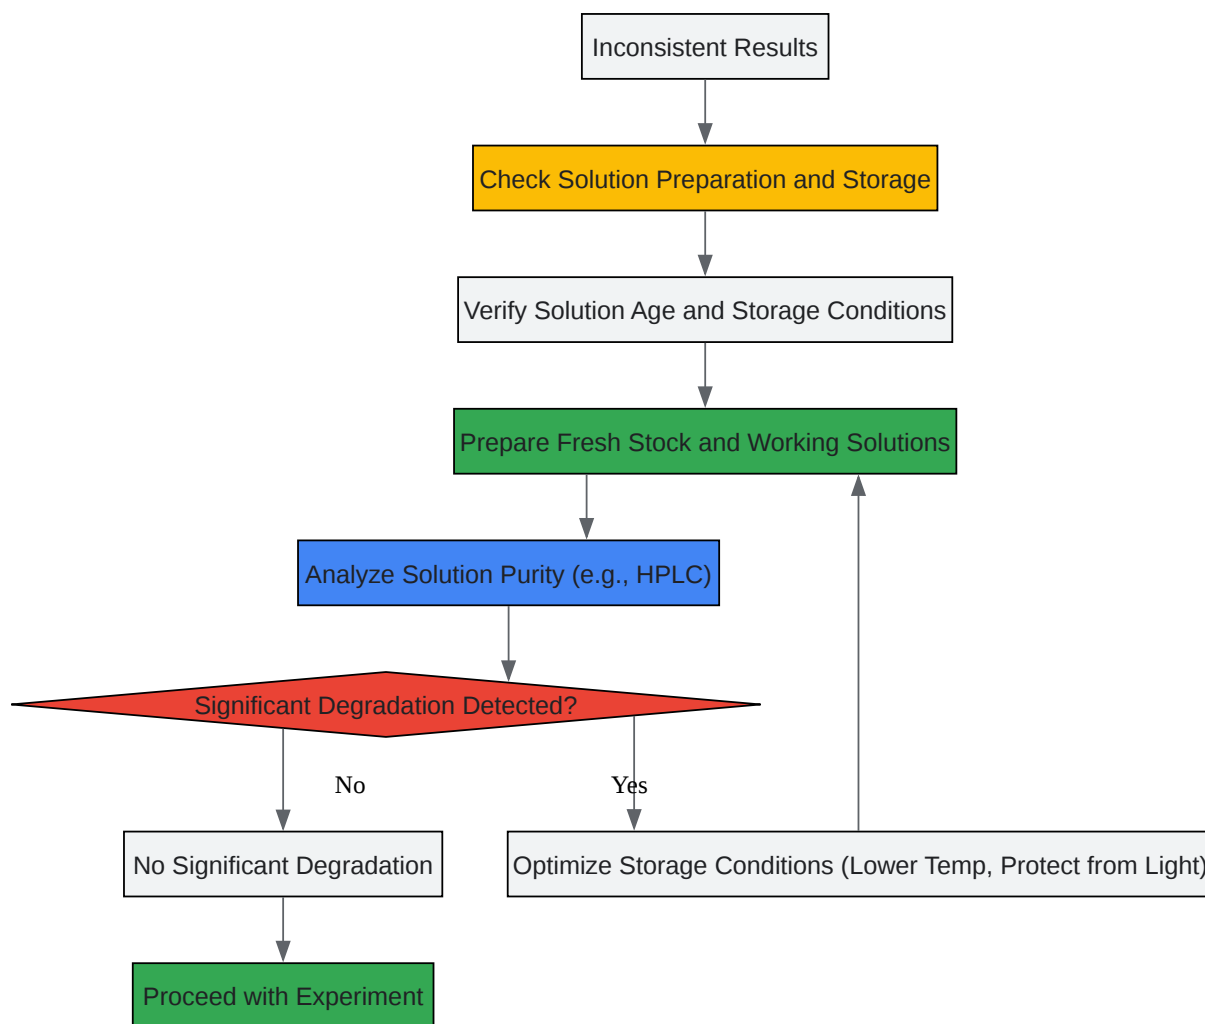 Inconsistent Results
Check Solution Preparation and Storage
Verify Solution Age and Storage Conditions
Prepare Fresh Stock and Working Solutions
Analyze Solution Purity (e.g., HPLC)
Significant Degradation Detected?
No
Yes
No Significant Degradation
Optimize Storage Conditions (Lower Temp, Protect from Light)
Proceed with Experiment